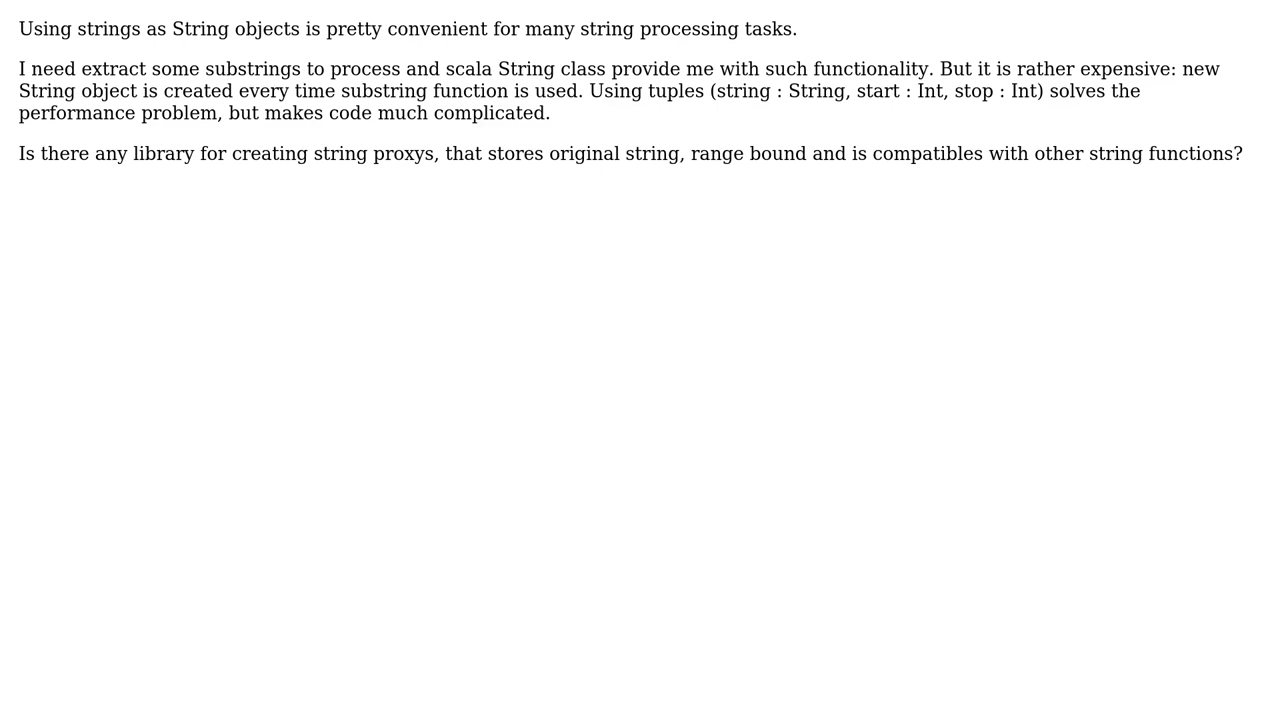 Using strings as String objects is pretty convenient for many string processing tasks.
I need extract some substrings to process and scala String class provide me with such functionality. But it is rather expensive: new
String object is created every time substring function is used. Using tuples (string : String, start : Int, stop : Int) solves the
performance problem, but makes code much complicated.
Is there any library for creating string proxys, that stores original string, range bound and is compatibles with other string functions?